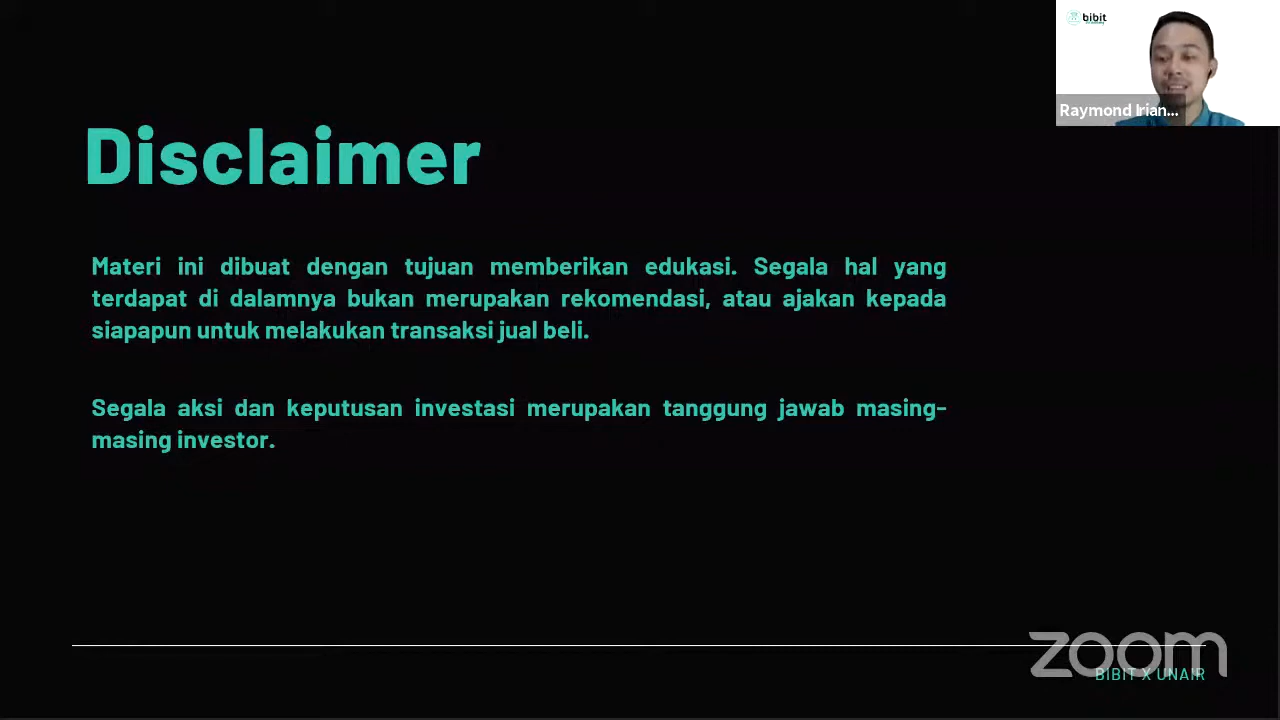 bibit
Raymond Irian...
Disclaimer
Materi ini dibuat dengan tujuan memberikan edukasi. Segala hal yang
terdapat di dalamnya bukan merupakan rekomendasi, atau ajakan kepada
siapapun untuk melakukan transaksi jual beli.
Segala aksi dan keputusan investasi merupakan tanggung jawab masing-
masing investor.
zoom
BIBIT X UNAIR